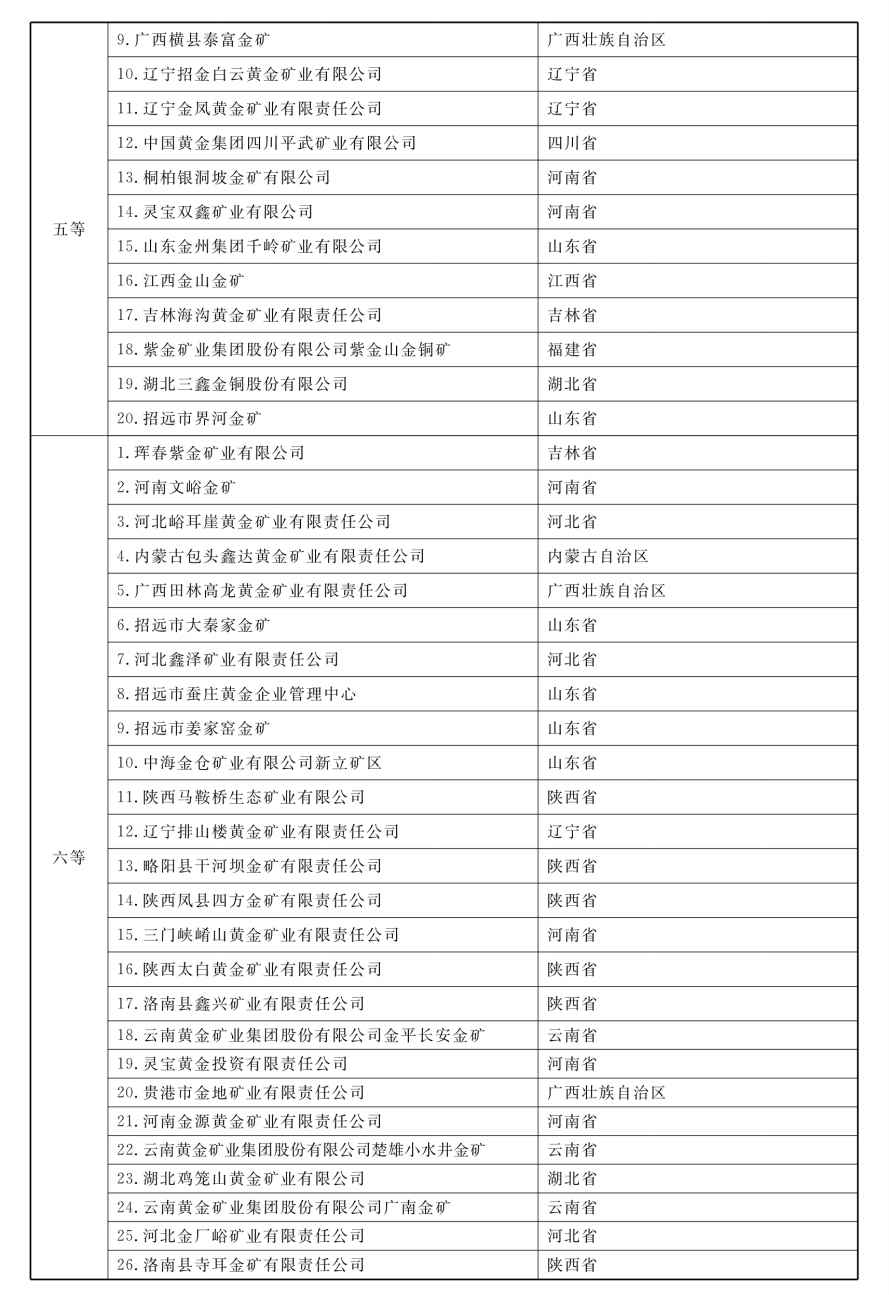 五等
9.广西横县泰富金矿 广西壮族自治区
10.辽宁招金白云黄金矿业有限公司 辽宁省
11.辽宁金凤黄金矿业有限责任公司 辽宁省
12.中国黄金集团四川平武矿业有限公司 四川省
13.桐柏银洞坡金矿有限公司 河南省
14.灵宝双鑫矿业有限公司 河南省
15.山东金州集团千岭矿业有限公司 山东省
16.江西金山金矿 江西省
17.吉林海沟黄金矿业有限责任公司 吉林省
18.紫金矿业集团股份有限公司紫金山金铜矿 福建省
19.湖北三鑫金铜股份有限公司 湖北省
20.招远市界河金矿 山东省
六等
1.珲春紫金矿业有限公司 吉林省
2.河南文峪金矿 河南省
3.河北峪耳崖黄金矿业有限责任公司 河北省
4.内蒙古包头鑫达黄金矿业有限责任公司 内蒙古自治区
5.广西田林高龙黄金矿业有限责任公司 广西壮族自治区
6.招远市大秦家金矿 山东省
7.河北鑫泽矿业有限责任公司 河北省
8.招远市蚕庄黄金企业管理中心 山东省
9.招远市姜家窑金矿 山东省
10.中海金仓矿业有限公司新立矿区 山东省
11.陕西马鞍桥生态矿业有限公司 陕西省
12.辽宁排山楼黄金矿业有限责任公司 辽宁省
13.略阳县干河坝金矿有限责任公司 陕西省
14.陕西凤县四方金矿有限责任公司 陕西省
15.三门峡崤山黄金矿业有限责任公司 河南省
16.陕西太白黄金矿业有限责任公司 陕西省
17.洛南县鑫兴矿业有限责任公司 陕西省
18.云南黄金矿业集团股份有限公司金平长安金矿 云南省
19.灵宝黄金投资有限责任公司 河南省
20.贵港市金地矿业有限责任公司 广西壮族自治区
21.河南金源黄金矿业有限责任公司 河南省
22.云南黄金矿业集团股份有限公司楚雄小水井金矿 云南省
23.湖北鸡笼山黄金矿业有限公司 湖北省
24.云南黄金矿业集团股份有限公司广南金矿 云南省
25.河北金厂峪矿业有限责任公司 河北省
26.洛南县寺耳金矿有限责任公司 陕西省